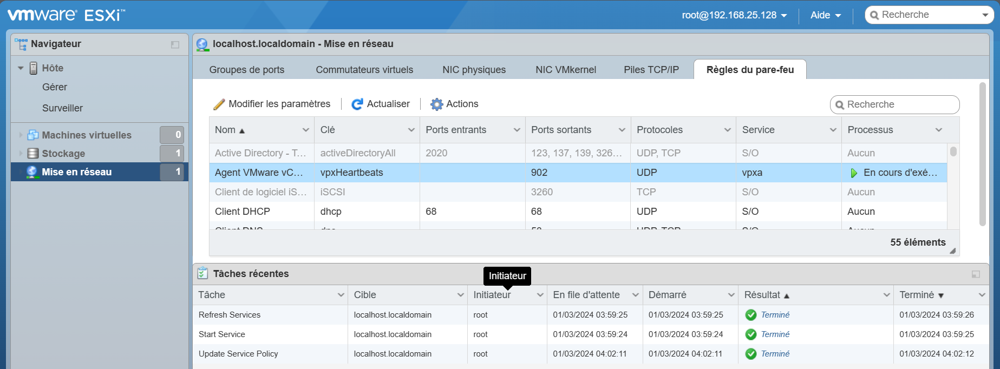 vmware® ESXi™
root@192.168.25.128
Aide
Recherche
Navigateur
Hôte
Gérer
Surveiller
Machines virtuelles 0
Stockage 1
Mise en réseau 1
localhost.localdomain - Mise en réseau
Groupes de ports Commutateurs virtuels NIC physiques NIC VMkernel Piles TCP/IP Règles du pare-feu
Modifier les paramètres Actualiser Actions Recherche
Nom Clé Ports entrants Ports sortants Protocoles Service Processus
Active Directory - T... activeDirectoryAll 2020 123, 137, 139, 326... UDP, TCP S/O Aucun
Agent VMware vC... vpxHeartbeats 902 UDP vpxa En cours d'exé...
Client de logiciel iS... iSCSI 3260 TCP S/O Aucun
Client DHCP dhcp 68 68 UDP S/O Aucun
Client DNS dns 53 UDP, TCP S/O Aucun
55 éléments
Tâches récentes
Initiateur
Tâche Cible Initiateur En file d'attente Démarré Résultat Terminé
Refresh Services localhost.localdomain root 01/03/2024 03:59:25 01/03/2024 03:59:25 Terminé 01/03/2024 03:59:26
Start Service localhost.localdomain root 01/03/2024 03:59:24 01/03/2024 03:59:24 Terminé 01/03/2024 03:59:25
Update Service Policy localhost.localdomain root 01/03/2024 04:02:11 01/03/2024 04:02:11 Terminé 01/03/2024 04:02:12